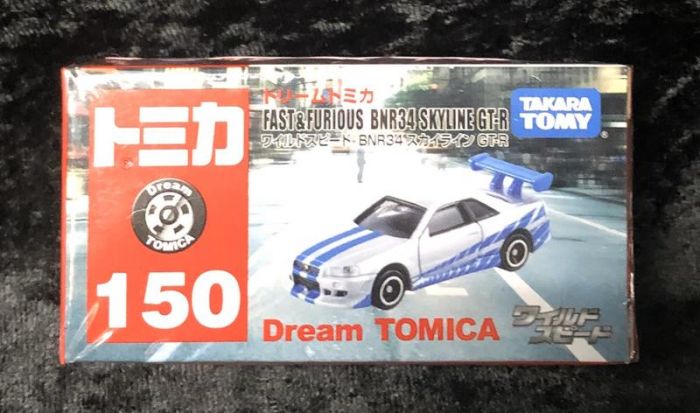 トミカ
Dream
TOMICA
150
ドリームトミカ
FAST & FURIOUS BNR34 SKYLINE GT-R
ワイルドスピード BNR34 スカイライン GT-R
TAKARA
TOMY
Dream TOMICA
ワイルド
スピード